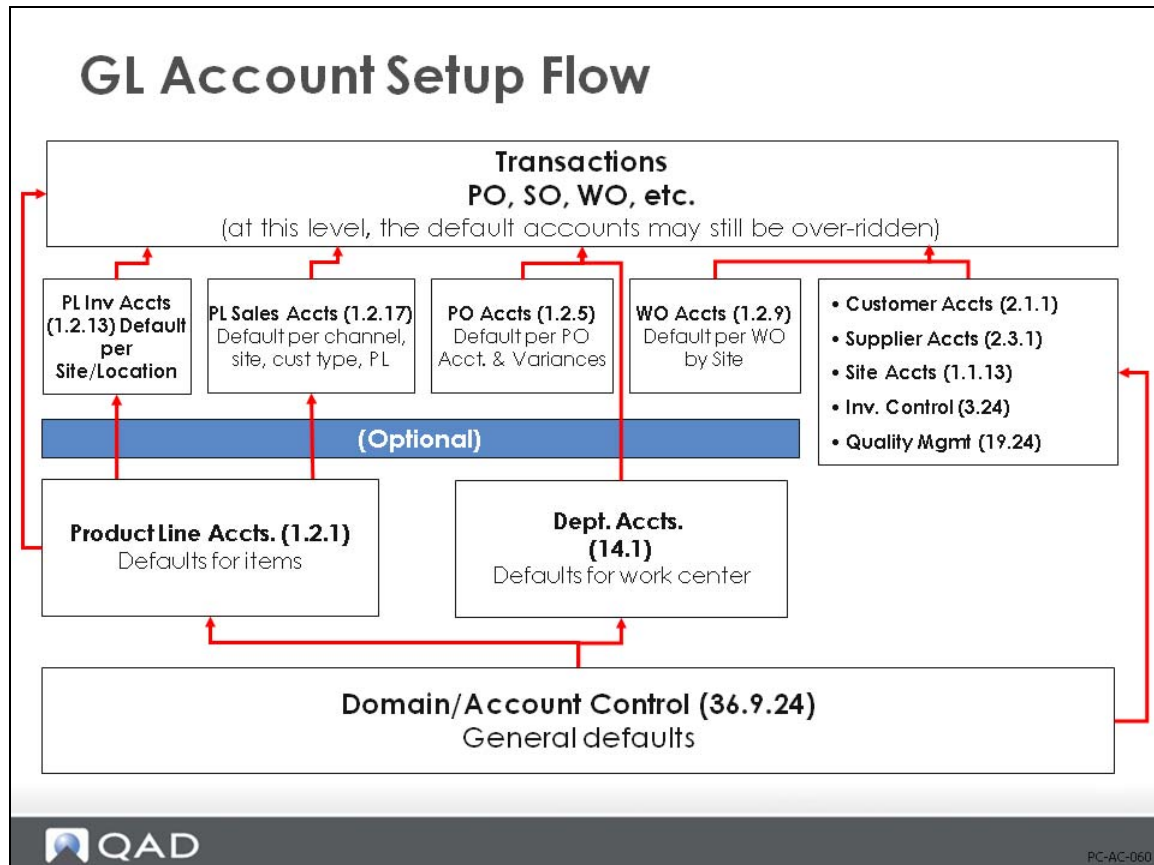 GL Account Setup Flow
Transactions
PO, SO, WO, etc.
(at this level, the default accounts may still be over-ridden)
PL Inv Accts
(1.2.13) Default
per
Site/Location
PL Sales Accts (1.2.17)
Default per channel,
site, cust type, PL
PO Accts (1.2.5)
Default per PO
Acct. & Variances
WO Accts (1.2.9)
Default per WO
by Site
• Customer Accts (2.1.1)
• Supplier Accts (2.3.1)
• Site Accts (1.1.13)
• Inv. Control (3.24)
• Quality Mgmt (19.24)
(Optional)
Product Line Accts. (1.2.1)
Defaults for items
Dept. Accts.
(14.1)
Defaults for work center
Domain/Account Control (36.9.24)
General defaults
QAD
PC-AC-060